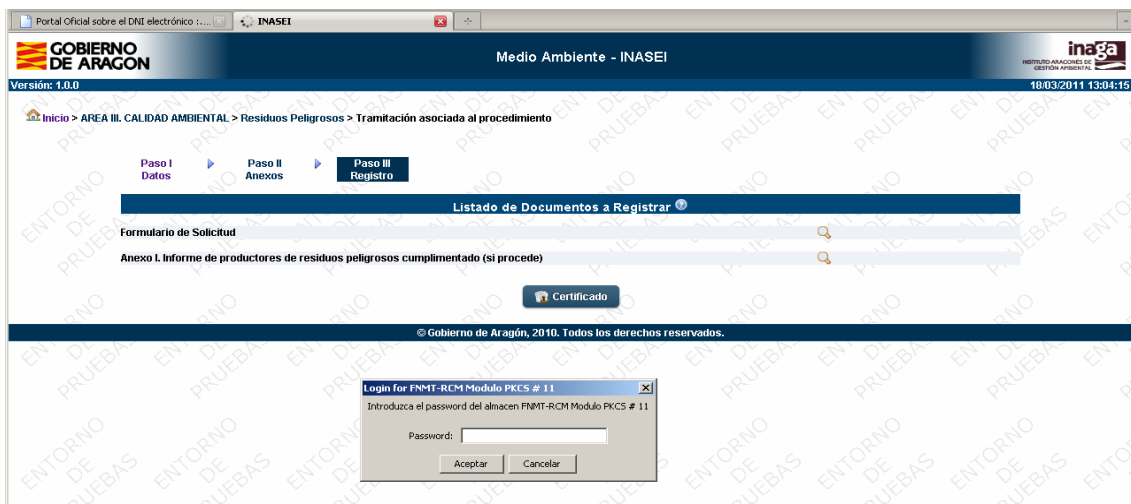 Portal Oficial sobre el DNI electrónico :....
INASEI
GOBIERNO
DE ARAGON
Medio Ambiente - INASEI
inaga
INSTITUTO ARAGONÉS DE
GESTIÓN AMBIENTAL
Versión: 1.0.0
18/03/2011 13:04:15
Inicio > AREA III. CALIDAD AMBIENTAL > Residuos Peligrosos > Tramitación asociada al procedimiento
Paso I
Datos
Paso II
Anexos
Paso III
Registro
Listado de Documentos a Registrar
Formulario de Solicitud
Anexo I. Informe de productores de residuos peligrosos cumplimentado (si procede)
Certificado
© Gobierno de Aragón, 2010. Todos los derechos reservados.
Login for FNMT-RCM Modulo PKCS # 11
Introduzca el password del almacen FNMT-RCM Modulo PKCS # 11
Password:
Aceptar
Cancelar
ENTORNO
DE
PRUEBAS